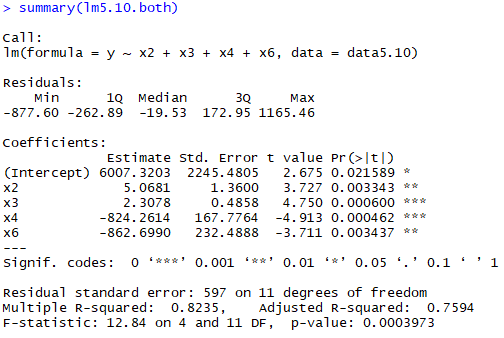 > summary(lm5.10.both)
Call:
lm(formula = y ~ x2 + x3 + x4 + x6, data = data5.10)
Residuals:
Min 1Q Median 3Q Max
-877.60 -262.89 -19.53 172.95 1165.46
Coefficients:
Estimate Std. Error t value Pr(>|t|)
(Intercept) 6007.3203 2245.4805 2.675 0.021589 *
x2 5.0681 1.3600 3.727 0.003343 **
x3 2.3078 0.4858 4.750 0.000600 ***
x4 -824.2614 167.7764 -4.913 0.000462 ***
x6 -862.6990 232.4888 -3.711 0.003437 **
---
Signif. codes: 0 ‘***’ 0.001 ‘**’ 0.01 ‘*’ 0.05 ‘.’ 0.1 ‘ ’ 1
Residual standard error: 597 on 11 degrees of freedom
Multiple R-squared: 0.8235, Adjusted R-squared: 0.7594
F-statistic: 12.84 on 4 and 11 DF, p-value: 0.0003973